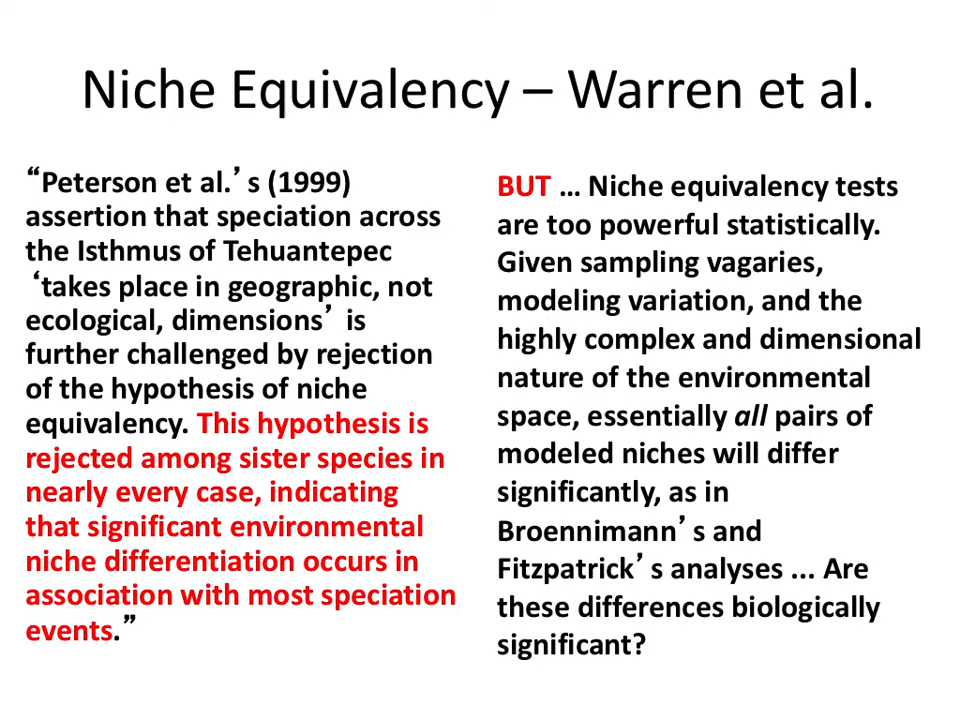 Niche Equivalency – Warren et al.
“Peterson et al.’s (1999)
assertion that speciation across
the Isthmus of Tehuantepec
‘takes place in geographic, not
ecological, dimensions’ is
further challenged by rejection
of the hypothesis of niche
equivalency. This hypothesis is
rejected among sister species in
nearly every case, indicating
that significant environmental
niche differentiation occurs in
association with most speciation
events.”
BUT … Niche equivalency tests
are too powerful statistically.
Given sampling vagaries,
modeling variation, and the
highly complex and dimensional
nature of the environmental
space, essentially all pairs of
modeled niches will differ
significantly, as in
Broennimann’s and
Fitzpatrick’s analyses ... Are
these differences biologically
significant?